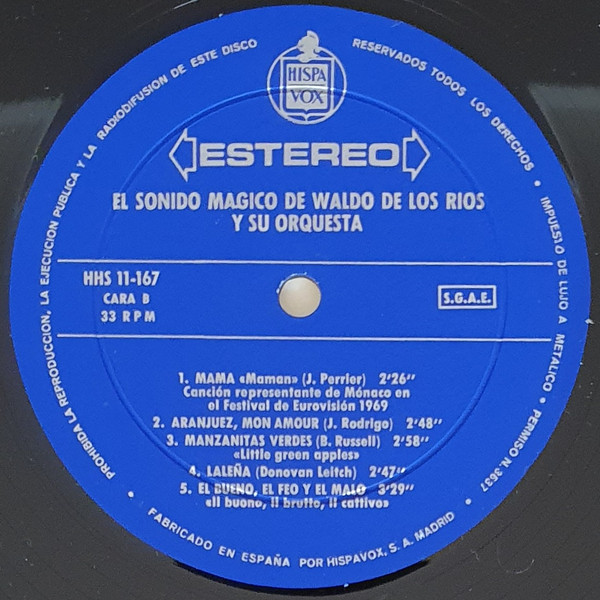 PROHIBIDA LA REPRODUCCION, LA EJECUCION PUBLICA Y LA RADIODIFUSION DE ESTE DISCO
RESERVADOS TODOS LOS DERECHOS • IMPUESTO DE LUJO A METALICO • PERMISO N. 3637
HISPA
VOX
ESTEREO
EL SONIDO MAGICO DE WALDO DE LOS RIOS
Y SU ORQUESTA
HHS 11-167
CARA B
33 RPM
S.G.A.E.
1. MAMA «Maman» (J. Perrier) 2'26"
Canción representante de Mónaco en
el Festival de Eurovisión 1969
2. ARANJUEZ, MON AMOUR (J. Rodrigo) 2'48"
3. MANZANITAS VERDES (B. Russell) 2'58"
«Little green apples»
4. LALEÑA (Donovan Leitch) 2'47"
5. EL BUENO, EL FEO Y EL MALO 3'29"
«Il buono, il brutto, il cattivo»
• FABRICADO EN ESPAÑA POR HISPAVOX, S. A. MADRID •